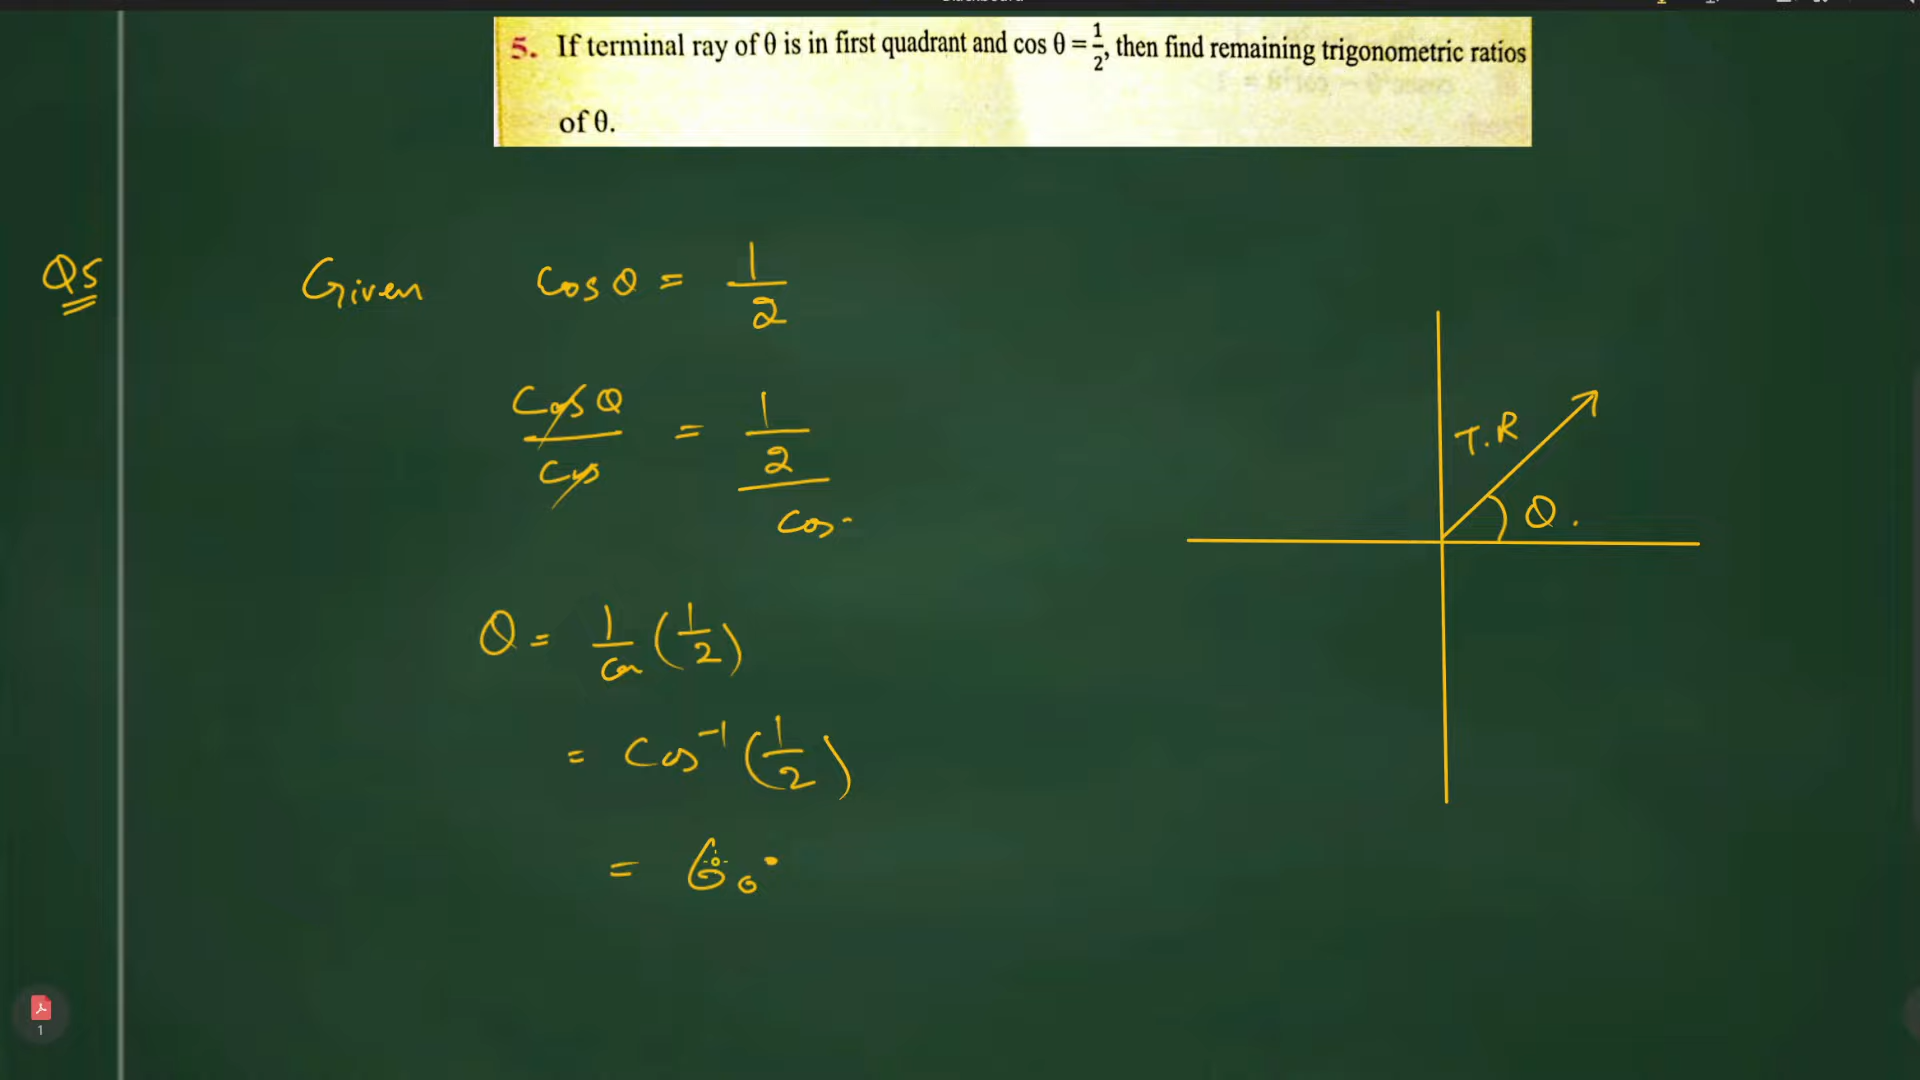 5. If terminal ray of θ is in first quadrant and cos θ = 1/2, then find remaining trigonometric ratios
of θ.
Q5 Given cos θ = 1/2
cos θ / cos = 1/2 / cos
T.R
θ .
θ = 1/cos (1/2)
= cos⁻¹ (1/2)
= 60°
1